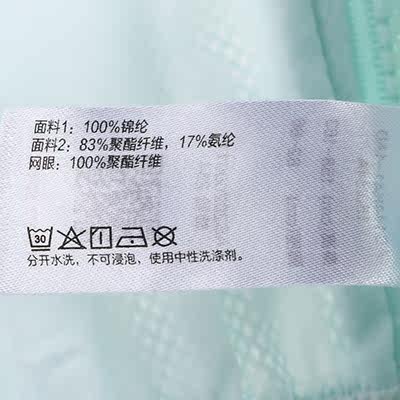 面料1：100%锦纶
面料2：83%聚酯纤维，17%氨纶
网眼：100%聚酯纤维
30
分开水洗，不可浸泡，使用中性洗涤剂。